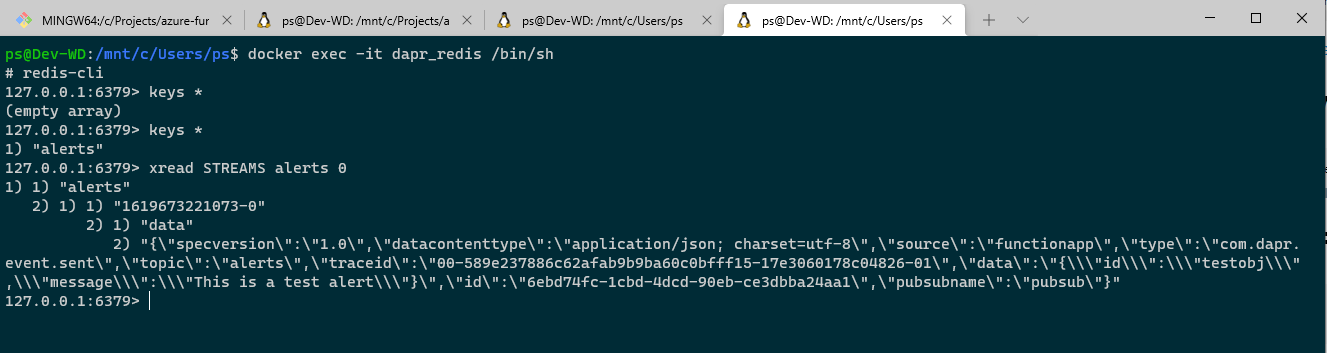 MINGW64:/c/Projects/azure-fur
ps@Dev-WD: /mnt/c/Projects/a
ps@Dev-WD: /mnt/c/Users/ps
ps@Dev-WD: /mnt/c/Users/ps
ps@Dev-WD:/mnt/c/Users/ps$ docker exec -it dapr_redis /bin/sh
# redis-cli
127.0.0.1:6379> keys *
(empty array)
127.0.0.1:6379> keys *
1) "alerts"
127.0.0.1:6379> xread STREAMS alerts 0
1) 1) "alerts"
   2) 1) 1) "1619673221073-0"
         2) 1) "data"
            2) "{\"specversion\":\"1.0\",\"datacontenttype\":\"application/json; charset=utf-8\",\"source\":\"functionapp\",\"type\":\"com.dapr.
event.sent\",\"topic\":\"alerts\",\"traceid\":\"00-589e237886c62afab9b9ba60c0bfff15-17e3060178c04826-01\",\"data\":\"{\\\"id\\\":\\\"testobj\\\"
,\\\"message\\\":\\\"This is a test alert\\\"}\",\"id\":\"6ebd74fc-1cbd-4dcd-90eb-ce3dbba24aa1\",\"pubsubname\":\"pubsub\"}"
127.0.0.1:6379>